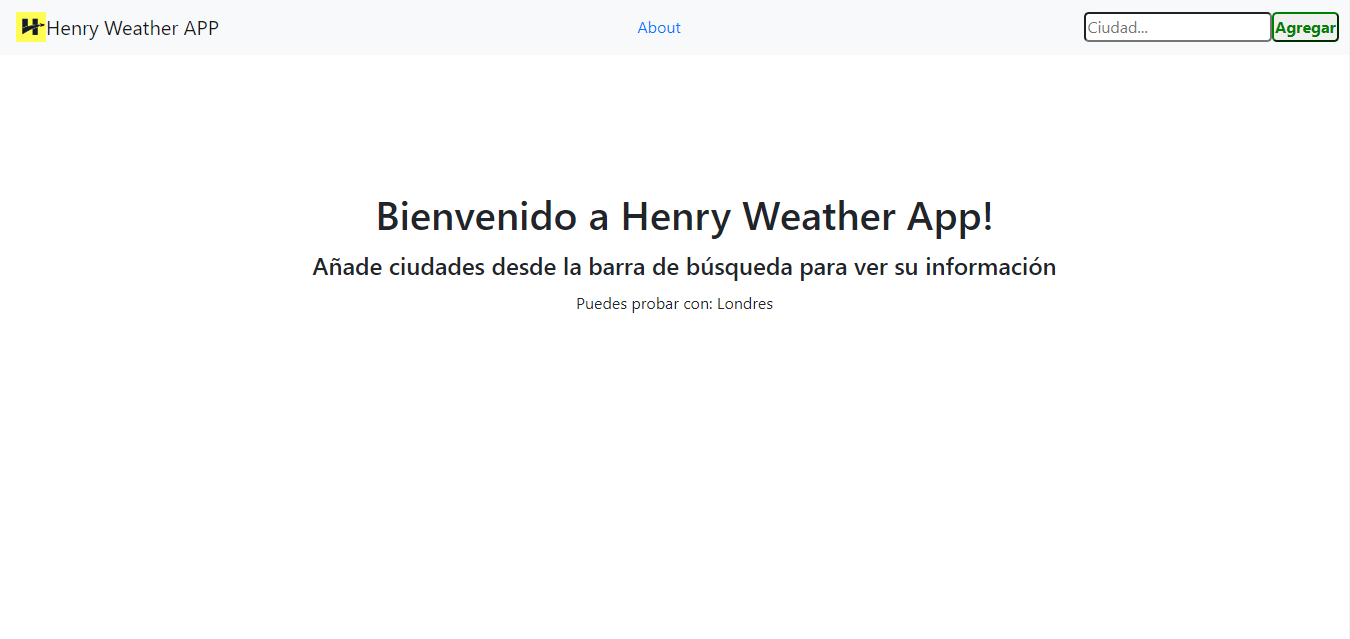 Henry Weather APP
About
Ciudad...
Agregar
Bienvenido a Henry Weather App!
Añade ciudades desde la barra de búsqueda para ver su información
Puedes probar con: Londres